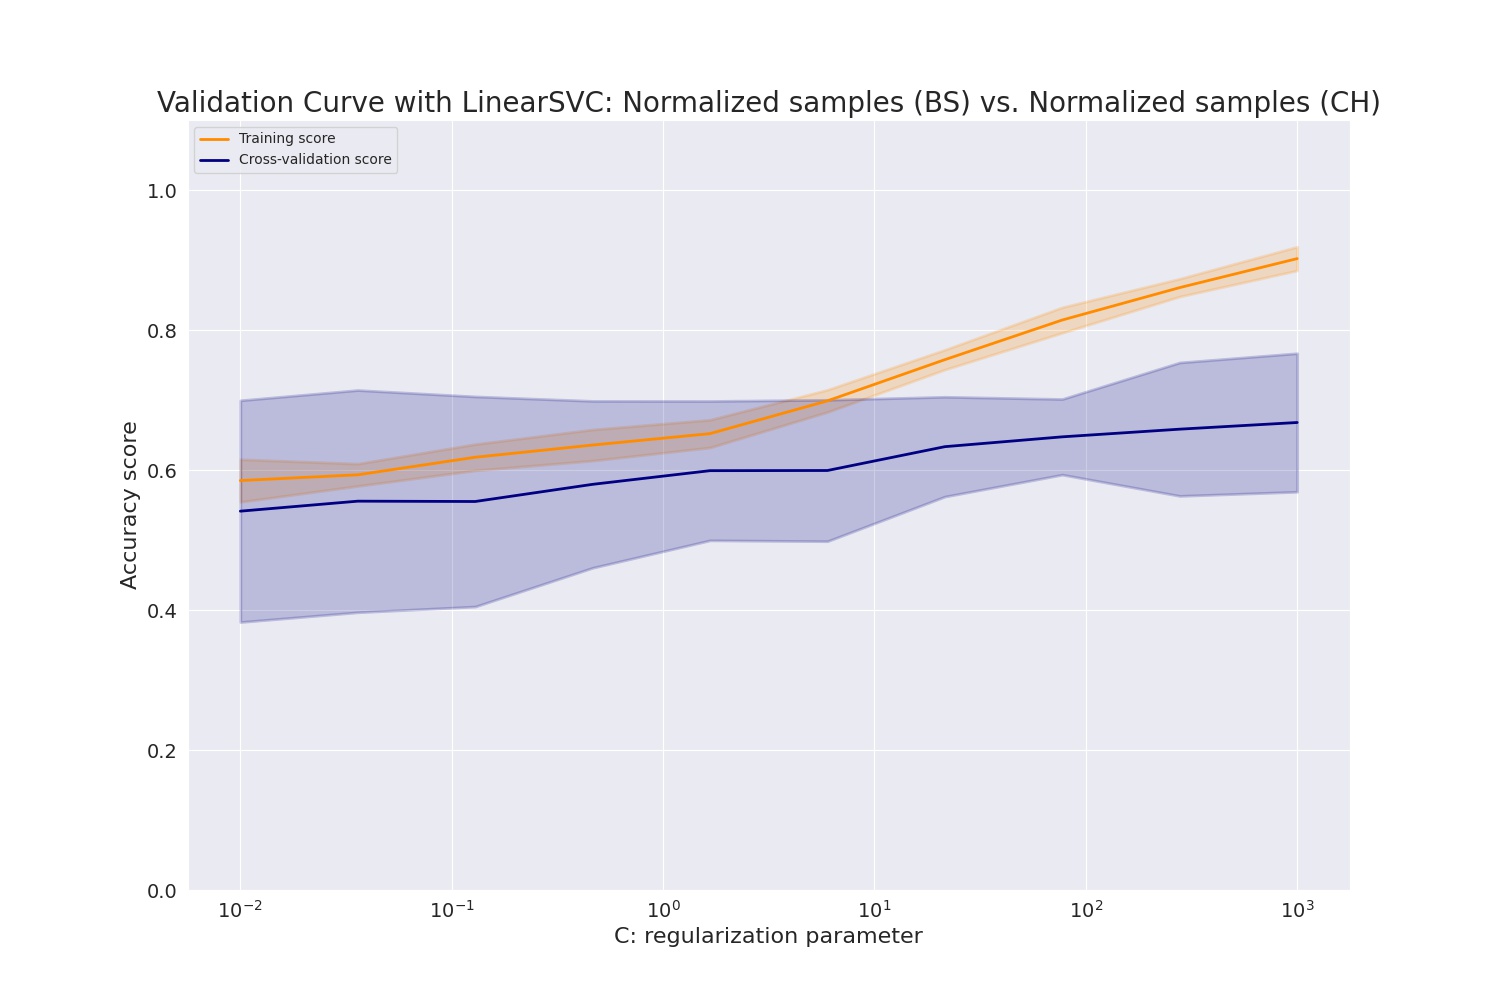 Validation Curve with LinearSVC: Normalized samples (BS) vs. Normalized samples (CH)
Training score
Cross-validation score
1.0
0.8
0.6
0.4
0.2
0.0
Accuracy score
10⁻² 10⁻¹ 10⁰ 10¹ 10² 10³
C: regularization parameter